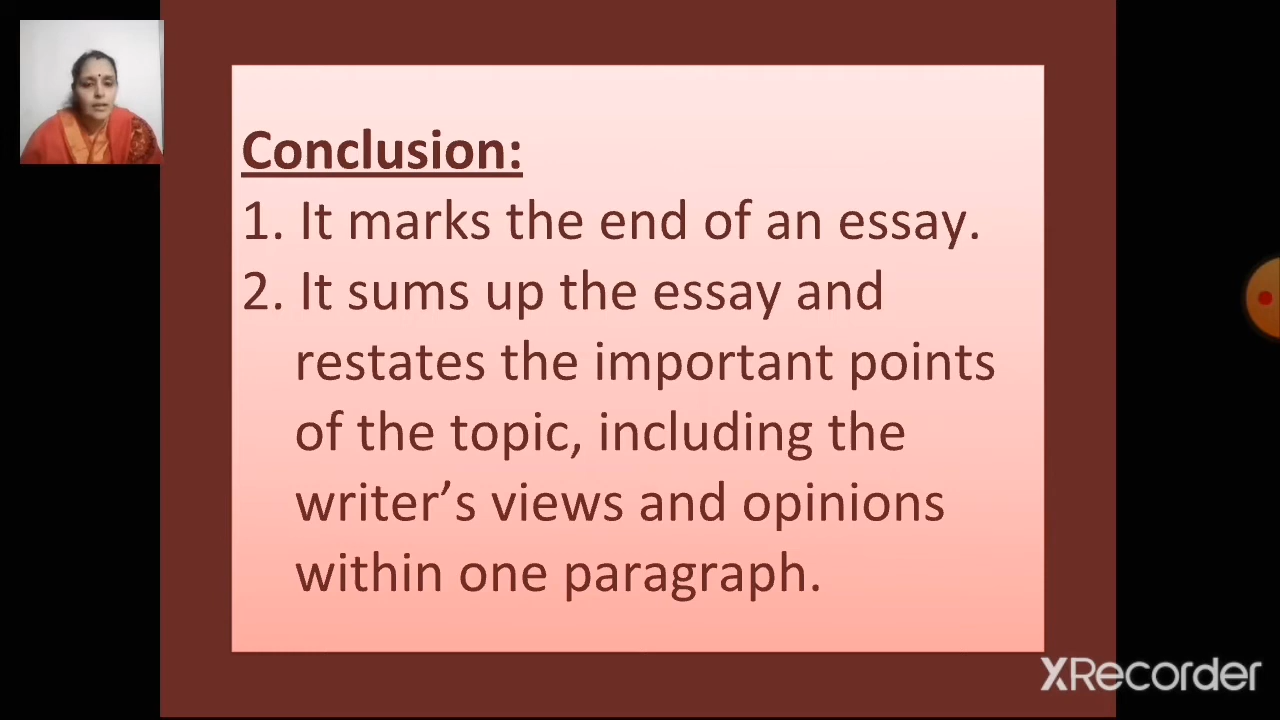 Conclusion:
1. It marks the end of an essay.
2. It sums up the essay and
restates the important points
of the topic, including the
writer’s views and opinions
within one paragraph.
XRecorder